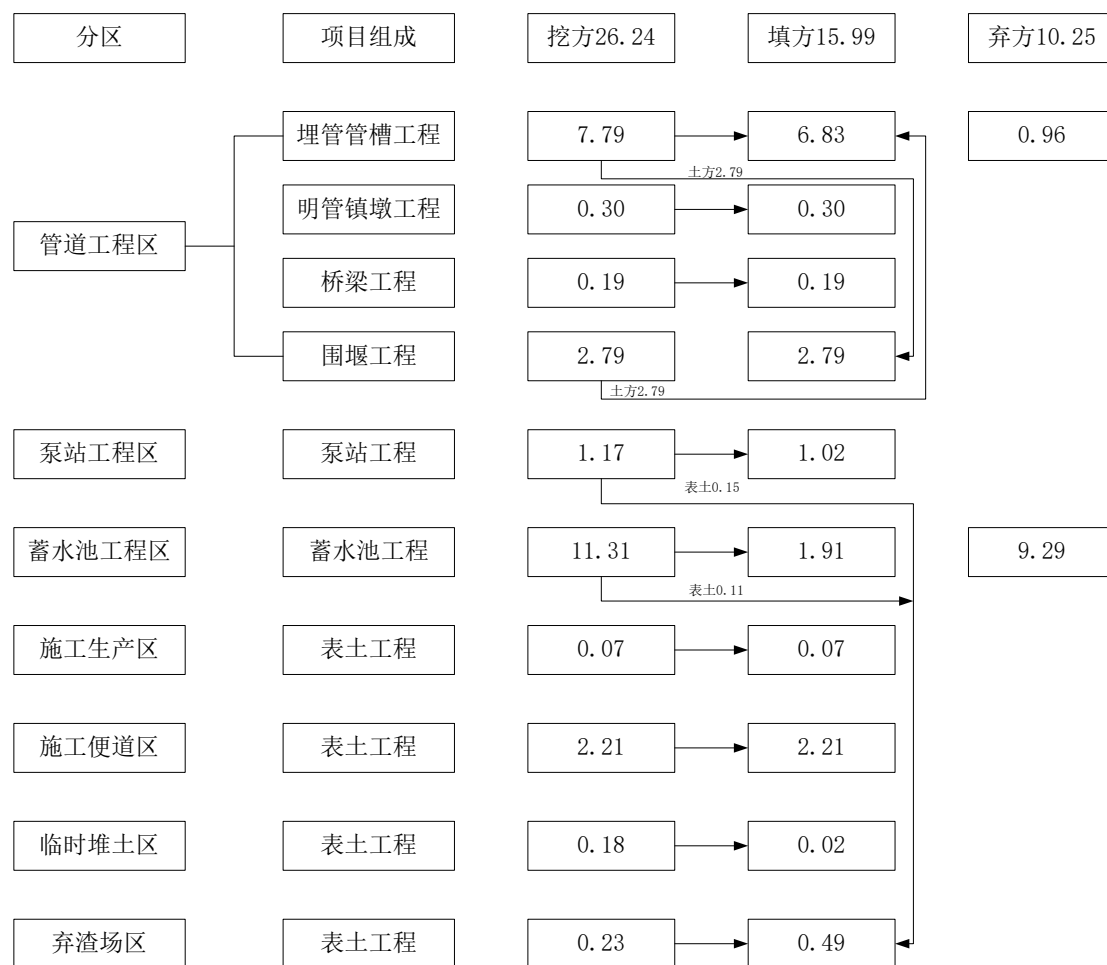 分区 项目组成 挖方26.24 填方15.99 弃方10.25
埋管管槽工程 7.79 6.83 0.96
土方2.79
明管镇墩工程 0.30 0.30
管道工程区
桥梁工程 0.19 0.19
围堰工程 2.79 2.79
土方2.79
泵站工程区 泵站工程 1.17 1.02
表土0.15
蓄水池工程区 蓄水池工程 11.31 1.91 9.29
表土0.11
施工生产区 表土工程 0.07 0.07
施工便道区 表土工程 2.21 2.21
临时堆土区 表土工程 0.18 0.02
弃渣场区 表土工程 0.23 0.49